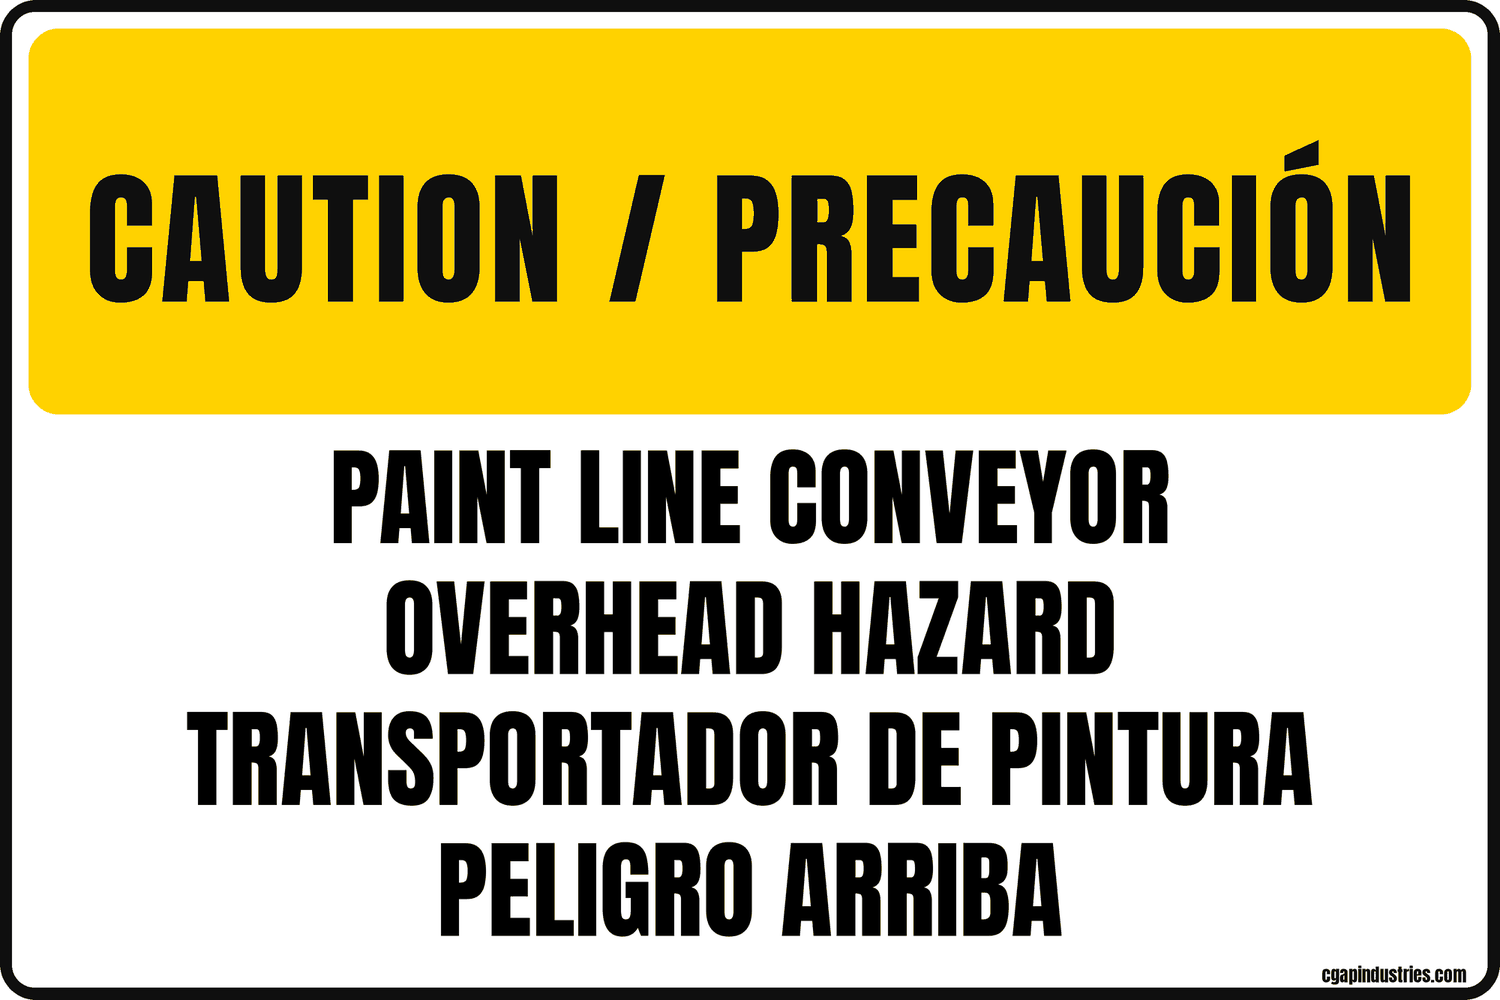 CAUTION / PRECAUCIÓN
PAINT LINE CONVEYOR
OVERHEAD HAZARD
TRANSPORTADOR DE PINTURA
PELIGRO ARRIBA
cgapindustries.com